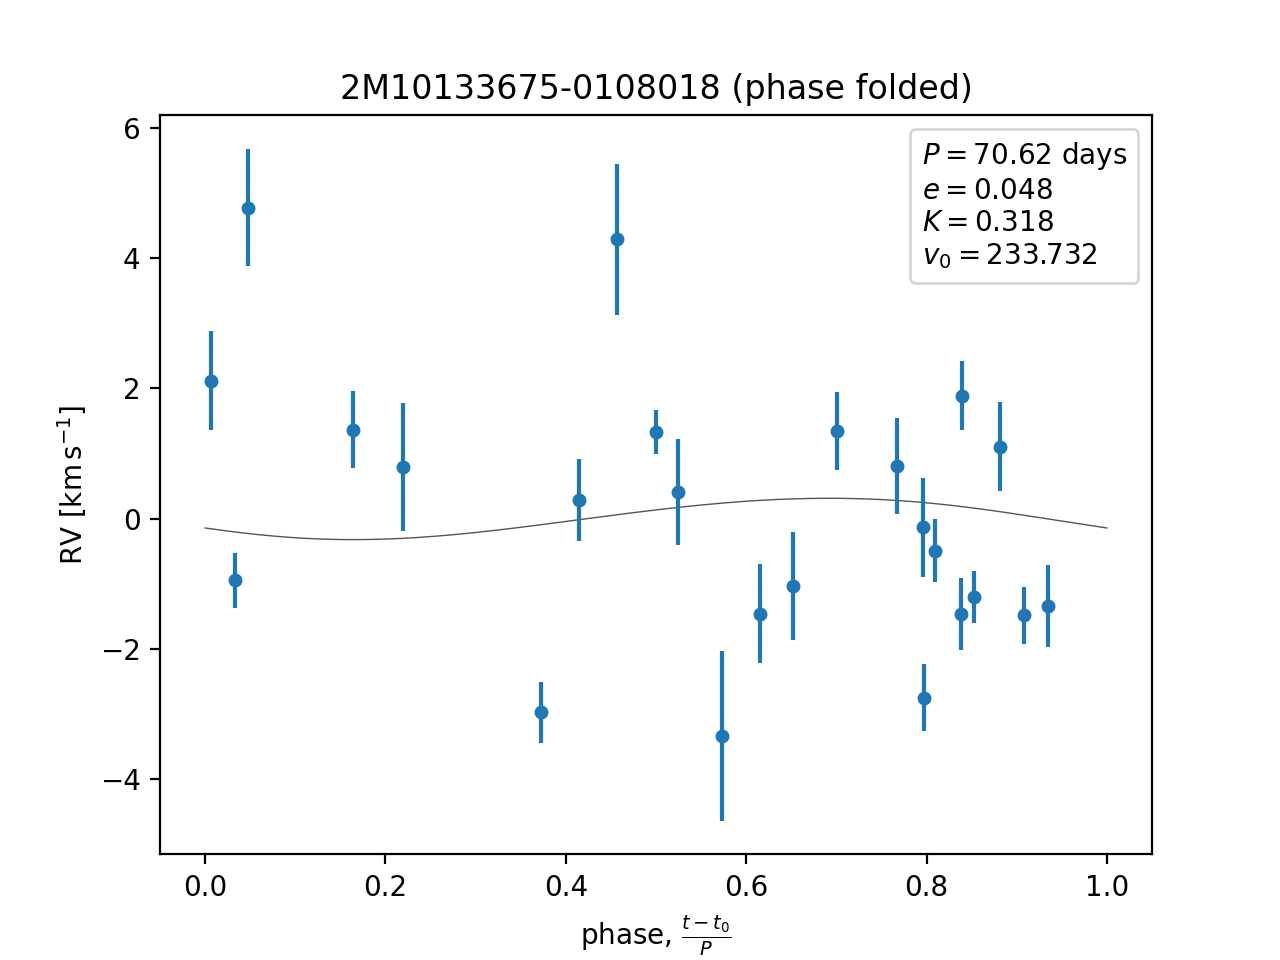 2M10133675-0108018 (phase folded)
P = 70.62 days
e = 0.048
K = 0.318
v₀ = 233.732
6
4
2
0
−2
−4
RV [km s⁻¹]
0.0 0.2 0.4 0.6 0.8 1.0
phase, (t − t₀)/P